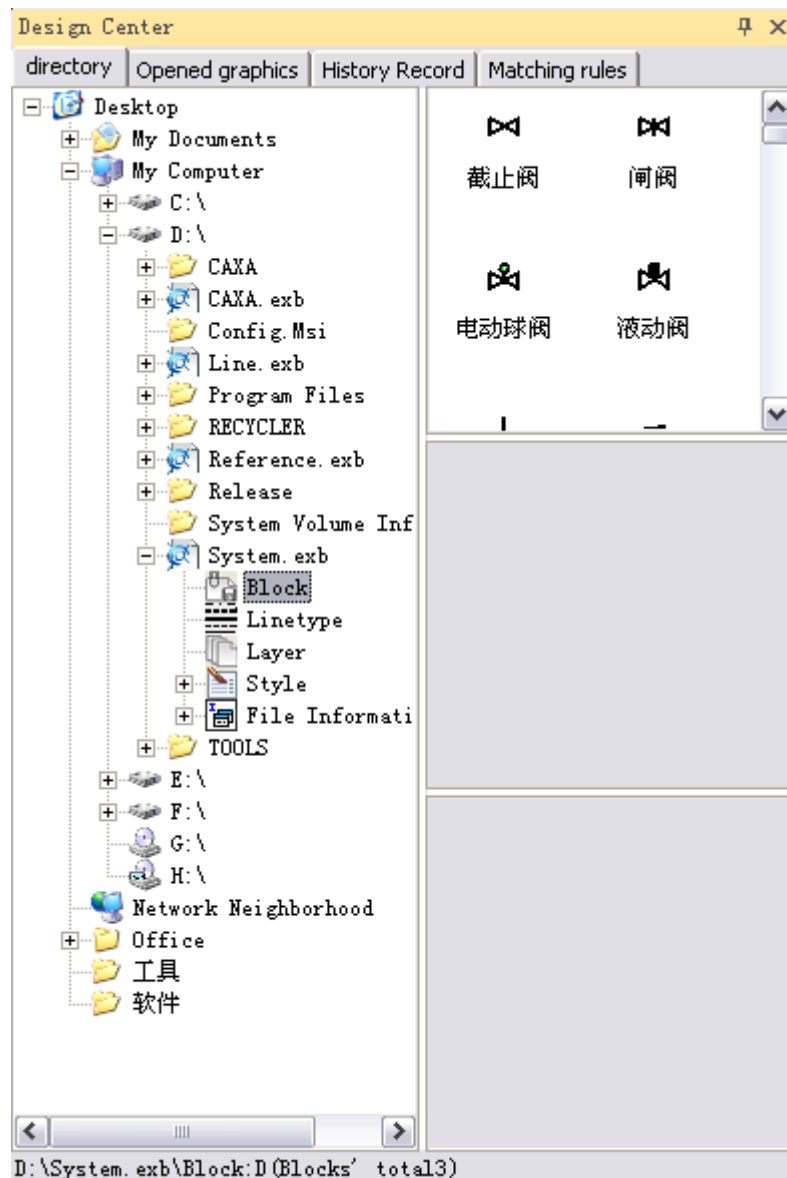 Design Center
directory Opened graphics History Record Matching rules
Desktop
My Documents
My Computer
C:\
D:\
CAXA
CAXA.exb
Config.Msi
Line.exb
Program Files
RECYCLER
Reference.exb
Release
System Volume Inf
System.exb
Block
Linetype
Layer
Style
File Informati
TOOLS
E:\
F:\
G:\
H:\
Network Neighborhood
Office
工具
软件
截止阀 闸阀
电动球阀 液动阀
D:\System.exb\Block:D(Blocks' total3)